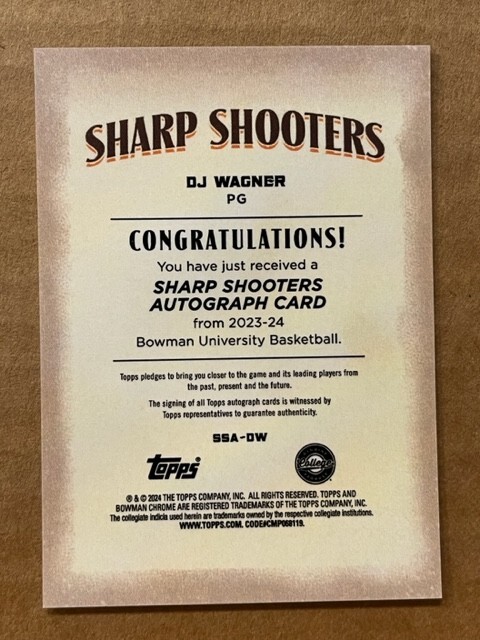 SHARP SHOOTERS
DJ WAGNER
PG
CONGRATULATIONS!
You have just received a
SHARP SHOOTERS
AUTOGRAPH CARD
from 2023-24
Bowman University Basketball.
Topps pledges to bring you closer to the game and its leading players from
the past, present and the future.
The signing of all Topps autograph cards is witnessed by
Topps representatives to guarantee authenticity.
SSA-DW
topps
College
® & © 2024 THE TOPPS COMPANY, INC. ALL RIGHTS RESERVED. TOPPS AND
BOWMAN CHROME ARE REGISTERED TRADEMARKS OF THE TOPPS COMPANY, INC.
The collegiate indicia used herein are trademarks owned by the respective collegiate institutions.
WWW.TOPPS.COM. CODE#CMP068119.